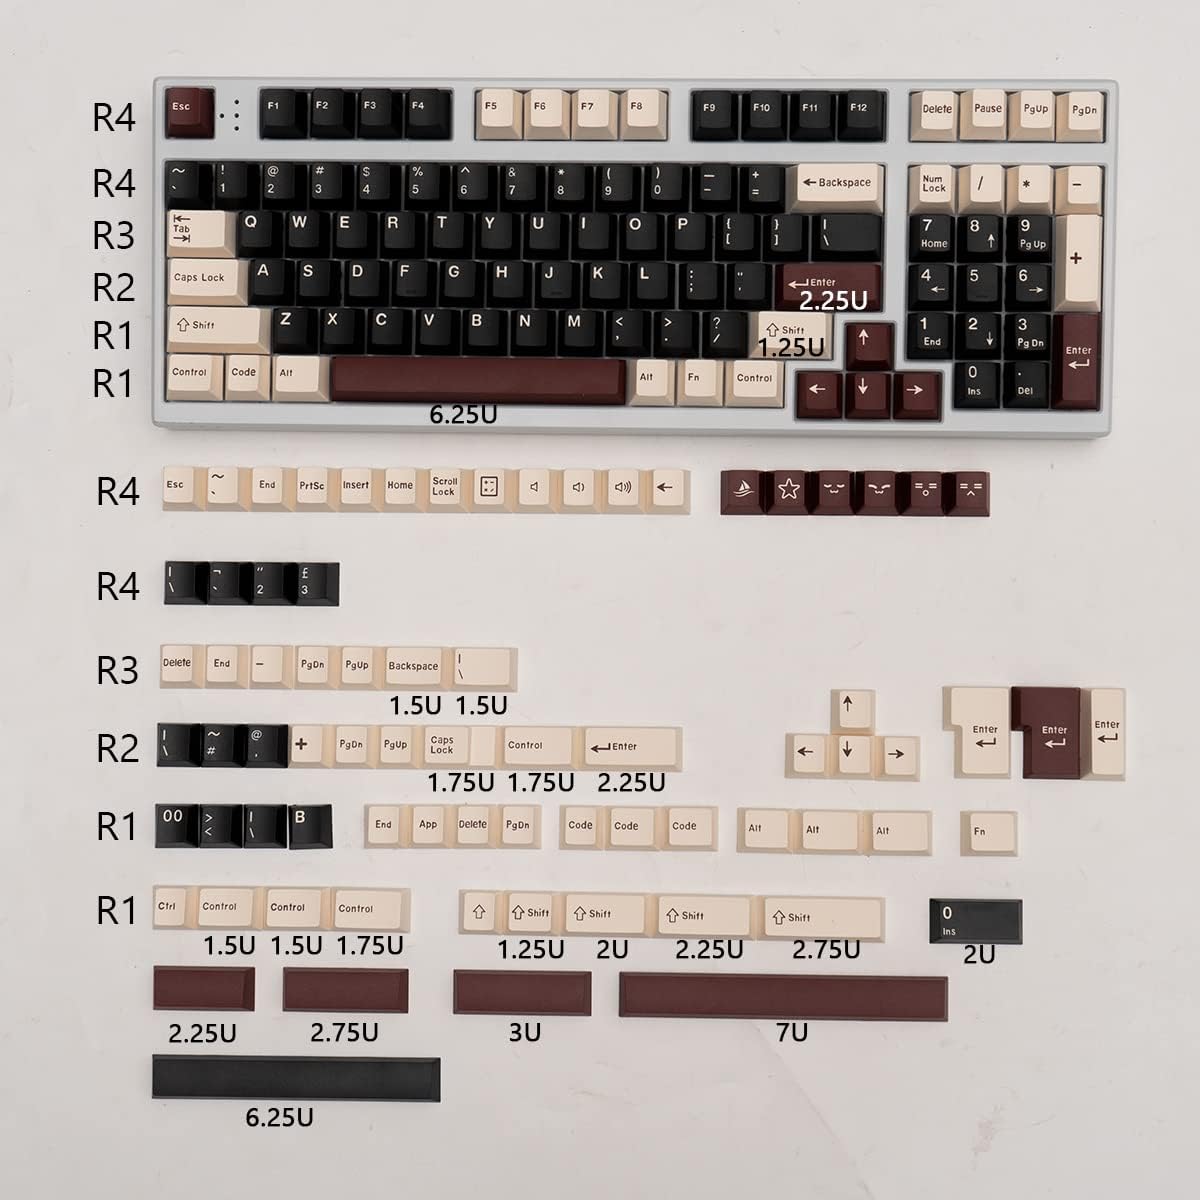 R4 Esc F1 F2 F3 F4 F5 F6 F7 F8 F9 F10 F11 F12 Delete Pause PgUp PgDn
R4 ~ ` ! 1 @ 2 # 3 $ 4 % 5 ^ 6 & 7 * 8 ( 9 ) 0 — – + = ← Backspace Num Lock / * –
R3 Tab Q W E R T Y U I O P { [ } ] | \ 7 Home 8 ↑ 9 Pg Up +
R2 Caps Lock A S D F G H J K L : ; " ' Enter 4 ← 5 6 →
2.25U
R1 ⇧ Shift Z X C V B N M < , > . ? / ⇧ Shift ↑ 1 End 2 ↓ 3 Pg Dn Enter
1.25U
R1 Control Code Alt Alt Fn Control ← ↓ → 0 Ins . Del
6.25U
R4 Esc ~ ` End PrtSc Insert Home Scroll Lock ←
R4 | \ ¬ ` " 2 £ 3
R3 Delete End – PgDn PgUp Backspace | \
1.5U 1.5U
↑
R2 | \ ~ # @ ' + PgDn PgUp Caps Lock Control Enter ← ↓ → Enter Enter Enter
1.75U 1.75U 2.25U
R1 00 > < | \ B End App Delete PgDn Code Code Code Alt Alt Alt Fn
R1 Ctrl Control Control Control ⇧ ⇧ Shift ⇧ Shift ⇧ Shift ⇧ Shift 0 Ins
1.5U 1.5U 1.75U 1.25U 2U 2.25U 2.75U 2U
2.25U 2.75U 3U 7U
6.25U